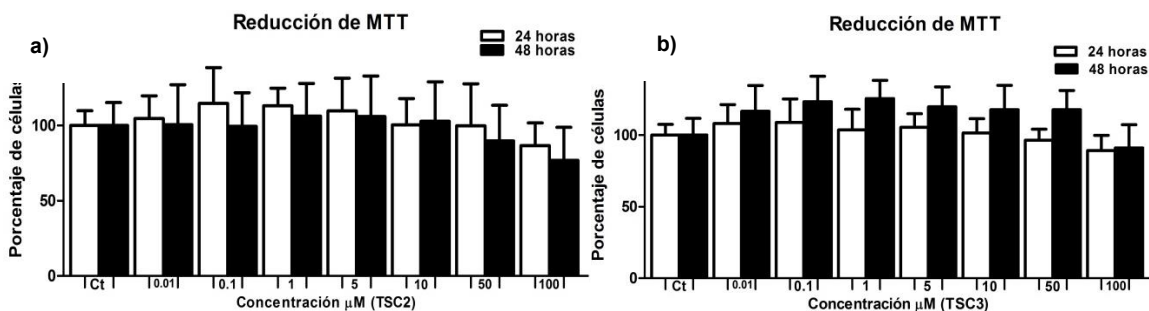 Reducción de MTT
a)
24 horas
48 horas
Porcentaje de células
100
50
0
Ct 0.01 0.1 1 5 10 50 100
Concentración µM (TSC2)
Reducción de MTT
b)
24 horas
48 horas
Porcentaje de células
100
50
0
Ct 0.01 0.1 1 5 10 50 100
Concentración µM (TSC3)